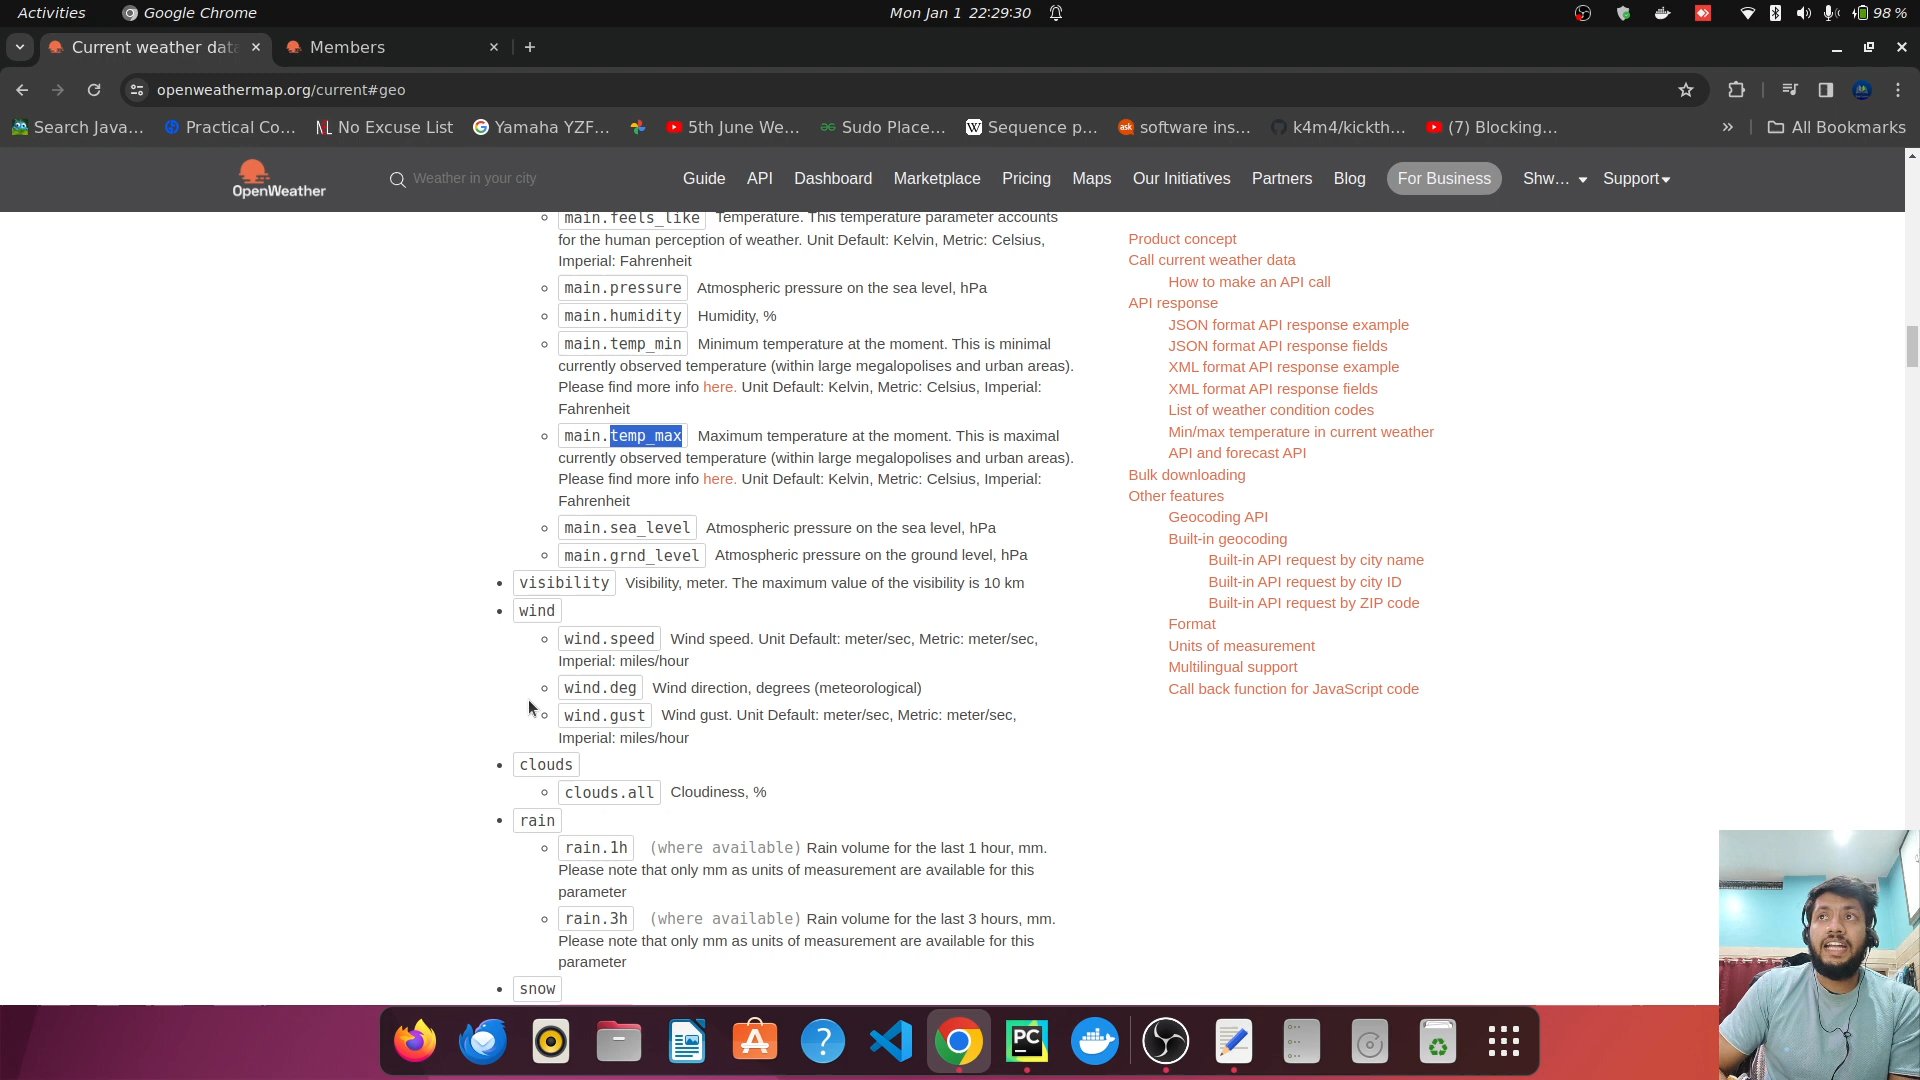 Activities
Google Chrome
Mon Jan 1 22:29:30
98 %
Current weather dat
Members
openweathermap.org/current#geo
Search Java...
Practical Co...
No Excuse List
Yamaha YZF...
5th June We...
Sudo Place...
Sequence p...
software ins...
k4m4/kickth...
(7) Blocking...
»
All Bookmarks
OpenWeather
Weather in your city
Guide
API
Dashboard
Marketplace
Pricing
Maps
Our Initiatives
Partners
Blog
For Business
Shw...
Support
main.feels_like Temperature. This temperature parameter accounts
for the human perception of weather. Unit Default: Kelvin, Metric: Celsius,
Imperial: Fahrenheit
main.pressure Atmospheric pressure on the sea level, hPa
main.humidity Humidity, %
main.temp_min Minimum temperature at the moment. This is minimal
currently observed temperature (within large megalopolises and urban areas).
Please find more info here. Unit Default: Kelvin, Metric: Celsius, Imperial:
Fahrenheit
main.temp_max Maximum temperature at the moment. This is maximal
currently observed temperature (within large megalopolises and urban areas).
Please find more info here. Unit Default: Kelvin, Metric: Celsius, Imperial:
Fahrenheit
main.sea_level Atmospheric pressure on the sea level, hPa
main.grnd_level Atmospheric pressure on the ground level, hPa
visibility Visibility, meter. The maximum value of the visibility is 10 km
wind
wind.speed Wind speed. Unit Default: meter/sec, Metric: meter/sec,
Imperial: miles/hour
wind.deg Wind direction, degrees (meteorological)
wind.gust Wind gust. Unit Default: meter/sec, Metric: meter/sec,
Imperial: miles/hour
clouds
clouds.all Cloudiness, %
rain
rain.1h (where available) Rain volume for the last 1 hour, mm.
Please note that only mm as units of measurement are available for this
parameter
rain.3h (where available) Rain volume for the last 3 hours, mm.
Please note that only mm as units of measurement are available for this
parameter
snow
Product concept
Call current weather data
How to make an API call
API response
JSON format API response example
JSON format API response fields
XML format API response example
XML format API response fields
List of weather condition codes
Min/max temperature in current weather
API and forecast API
Bulk downloading
Other features
Geocoding API
Built-in geocoding
Built-in API request by city name
Built-in API request by city ID
Built-in API request by ZIP code
Format
Units of measurement
Multilingual support
Call back function for JavaScript code
PC